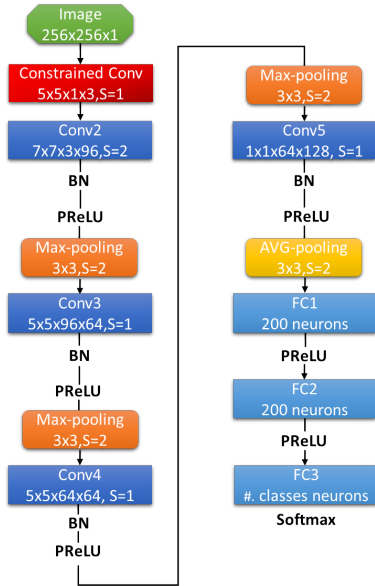 Image
256x256x1
Constrained Conv
5x5x1x3,S=1
Conv2
7x7x3x96,S=2
BN
PReLU
Max-pooling
3x3,S=2
Conv3
5x5x96x64,S=1
BN
PReLU
Max-pooling
3x3,S=2
Conv4
5x5x64x64, S=1
BN
PReLU
Max-pooling
3x3,S=2
Conv5
1x1x64x128, S=1
BN
PReLU
AVG-pooling
3x3,S=2
FC1
200 neurons
PReLU
FC2
200 neurons
PReLU
FC3
#. classes neurons
Softmax